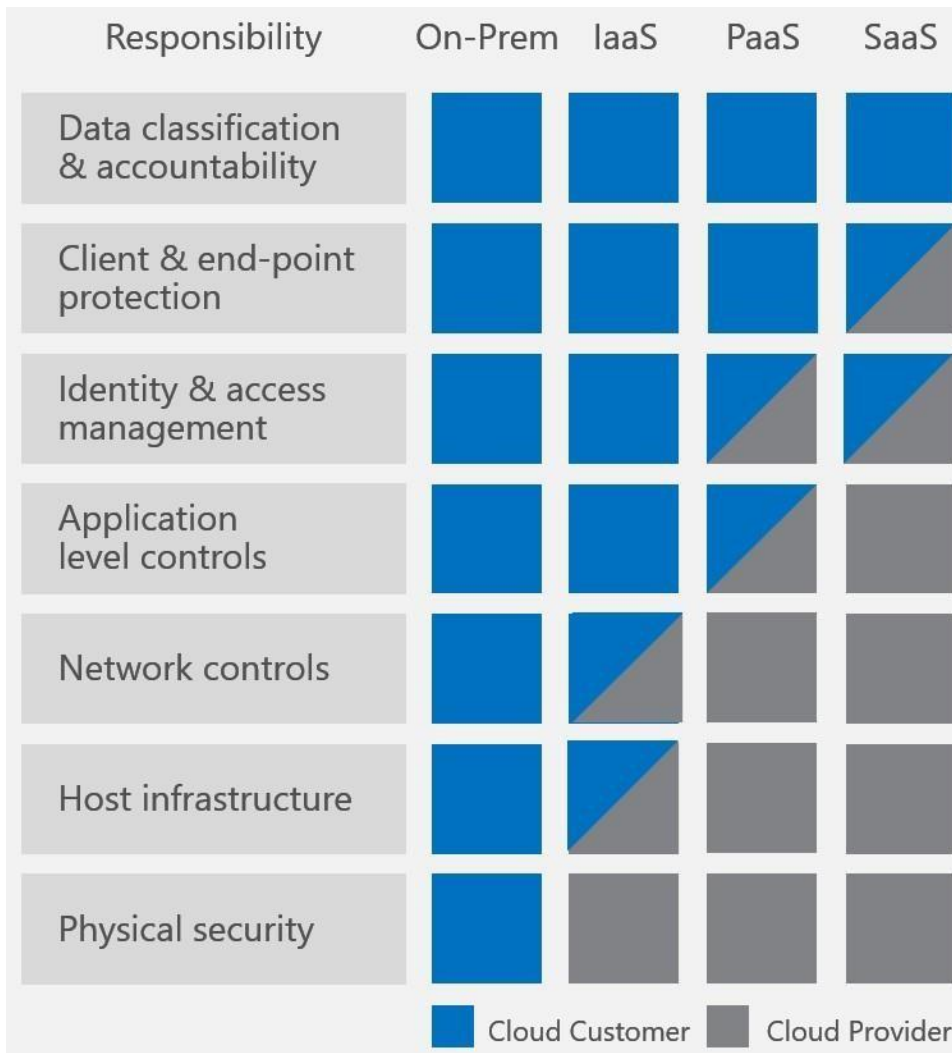 Responsibility On-Prem IaaS PaaS SaaS
Data classification
& accountability
Client & end-point
protection
Identity & access
management
Application
level controls
Network controls
Host infrastructure
Physical security
Cloud Customer Cloud Provider